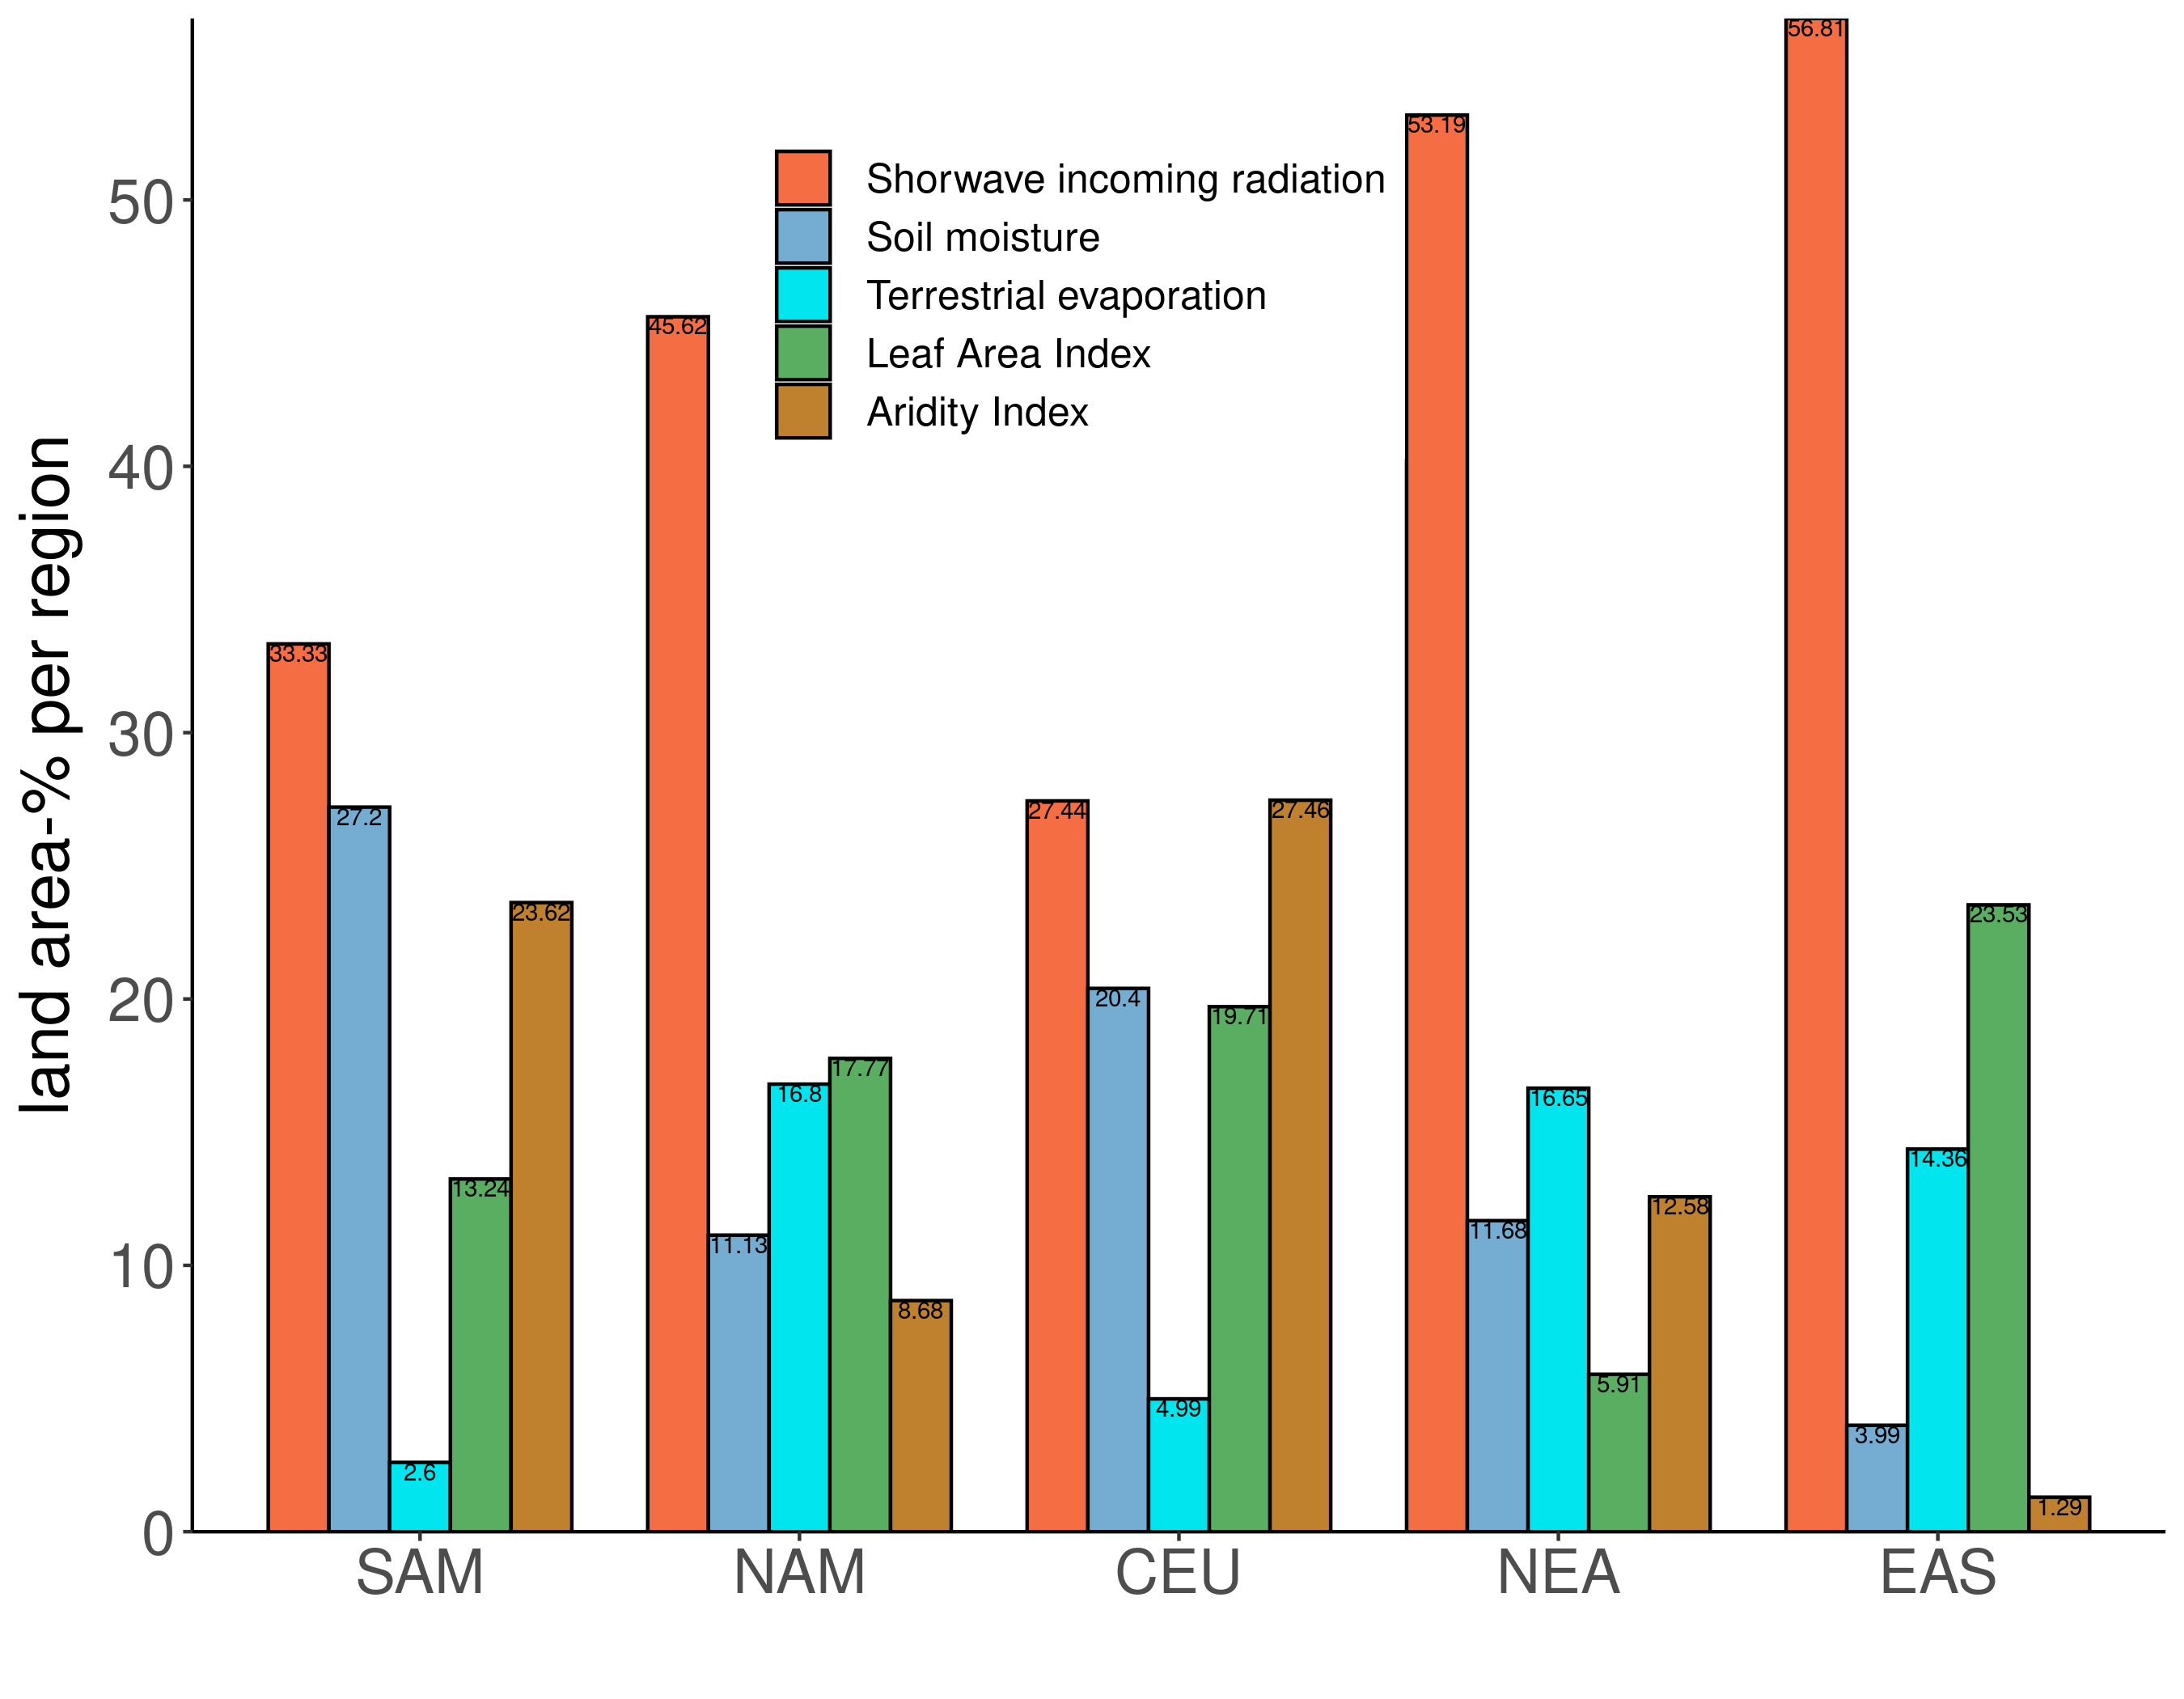 land area-% per region
50
40
30
20
10
0
Shorwave incoming radiation
Soil moisture
Terrestrial evaporation
Leaf Area Index
Aridity Index
33.33
27.2
2.6
13.24
23.62
45.62
11.13
16.8
17.77
8.68
27.44
20.4
4.99
19.71
27.46
53.19
11.68
16.65
5.91
12.58
56.81
3.99
14.36
23.53
1.29
SAM
NAM
CEU
NEA
EAS